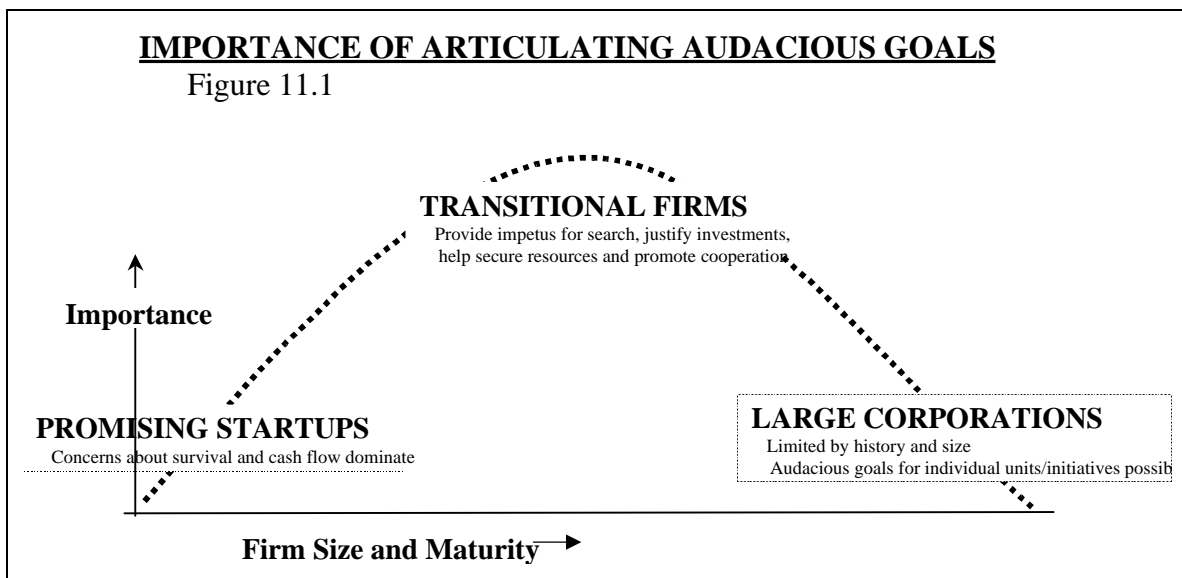 IMPORTANCE OF ARTICULATING AUDACIOUS GOALS
Figure 11.1
TRANSITIONAL FIRMS
Provide impetus for search, justify investments,
help secure resources and promote cooperation
Importance
PROMISING STARTUPS
Concerns about survival and cash flow dominate
LARGE CORPORATIONS
Limited by history and size
Audacious goals for individual units/initiatives possib
Firm Size and Maturity